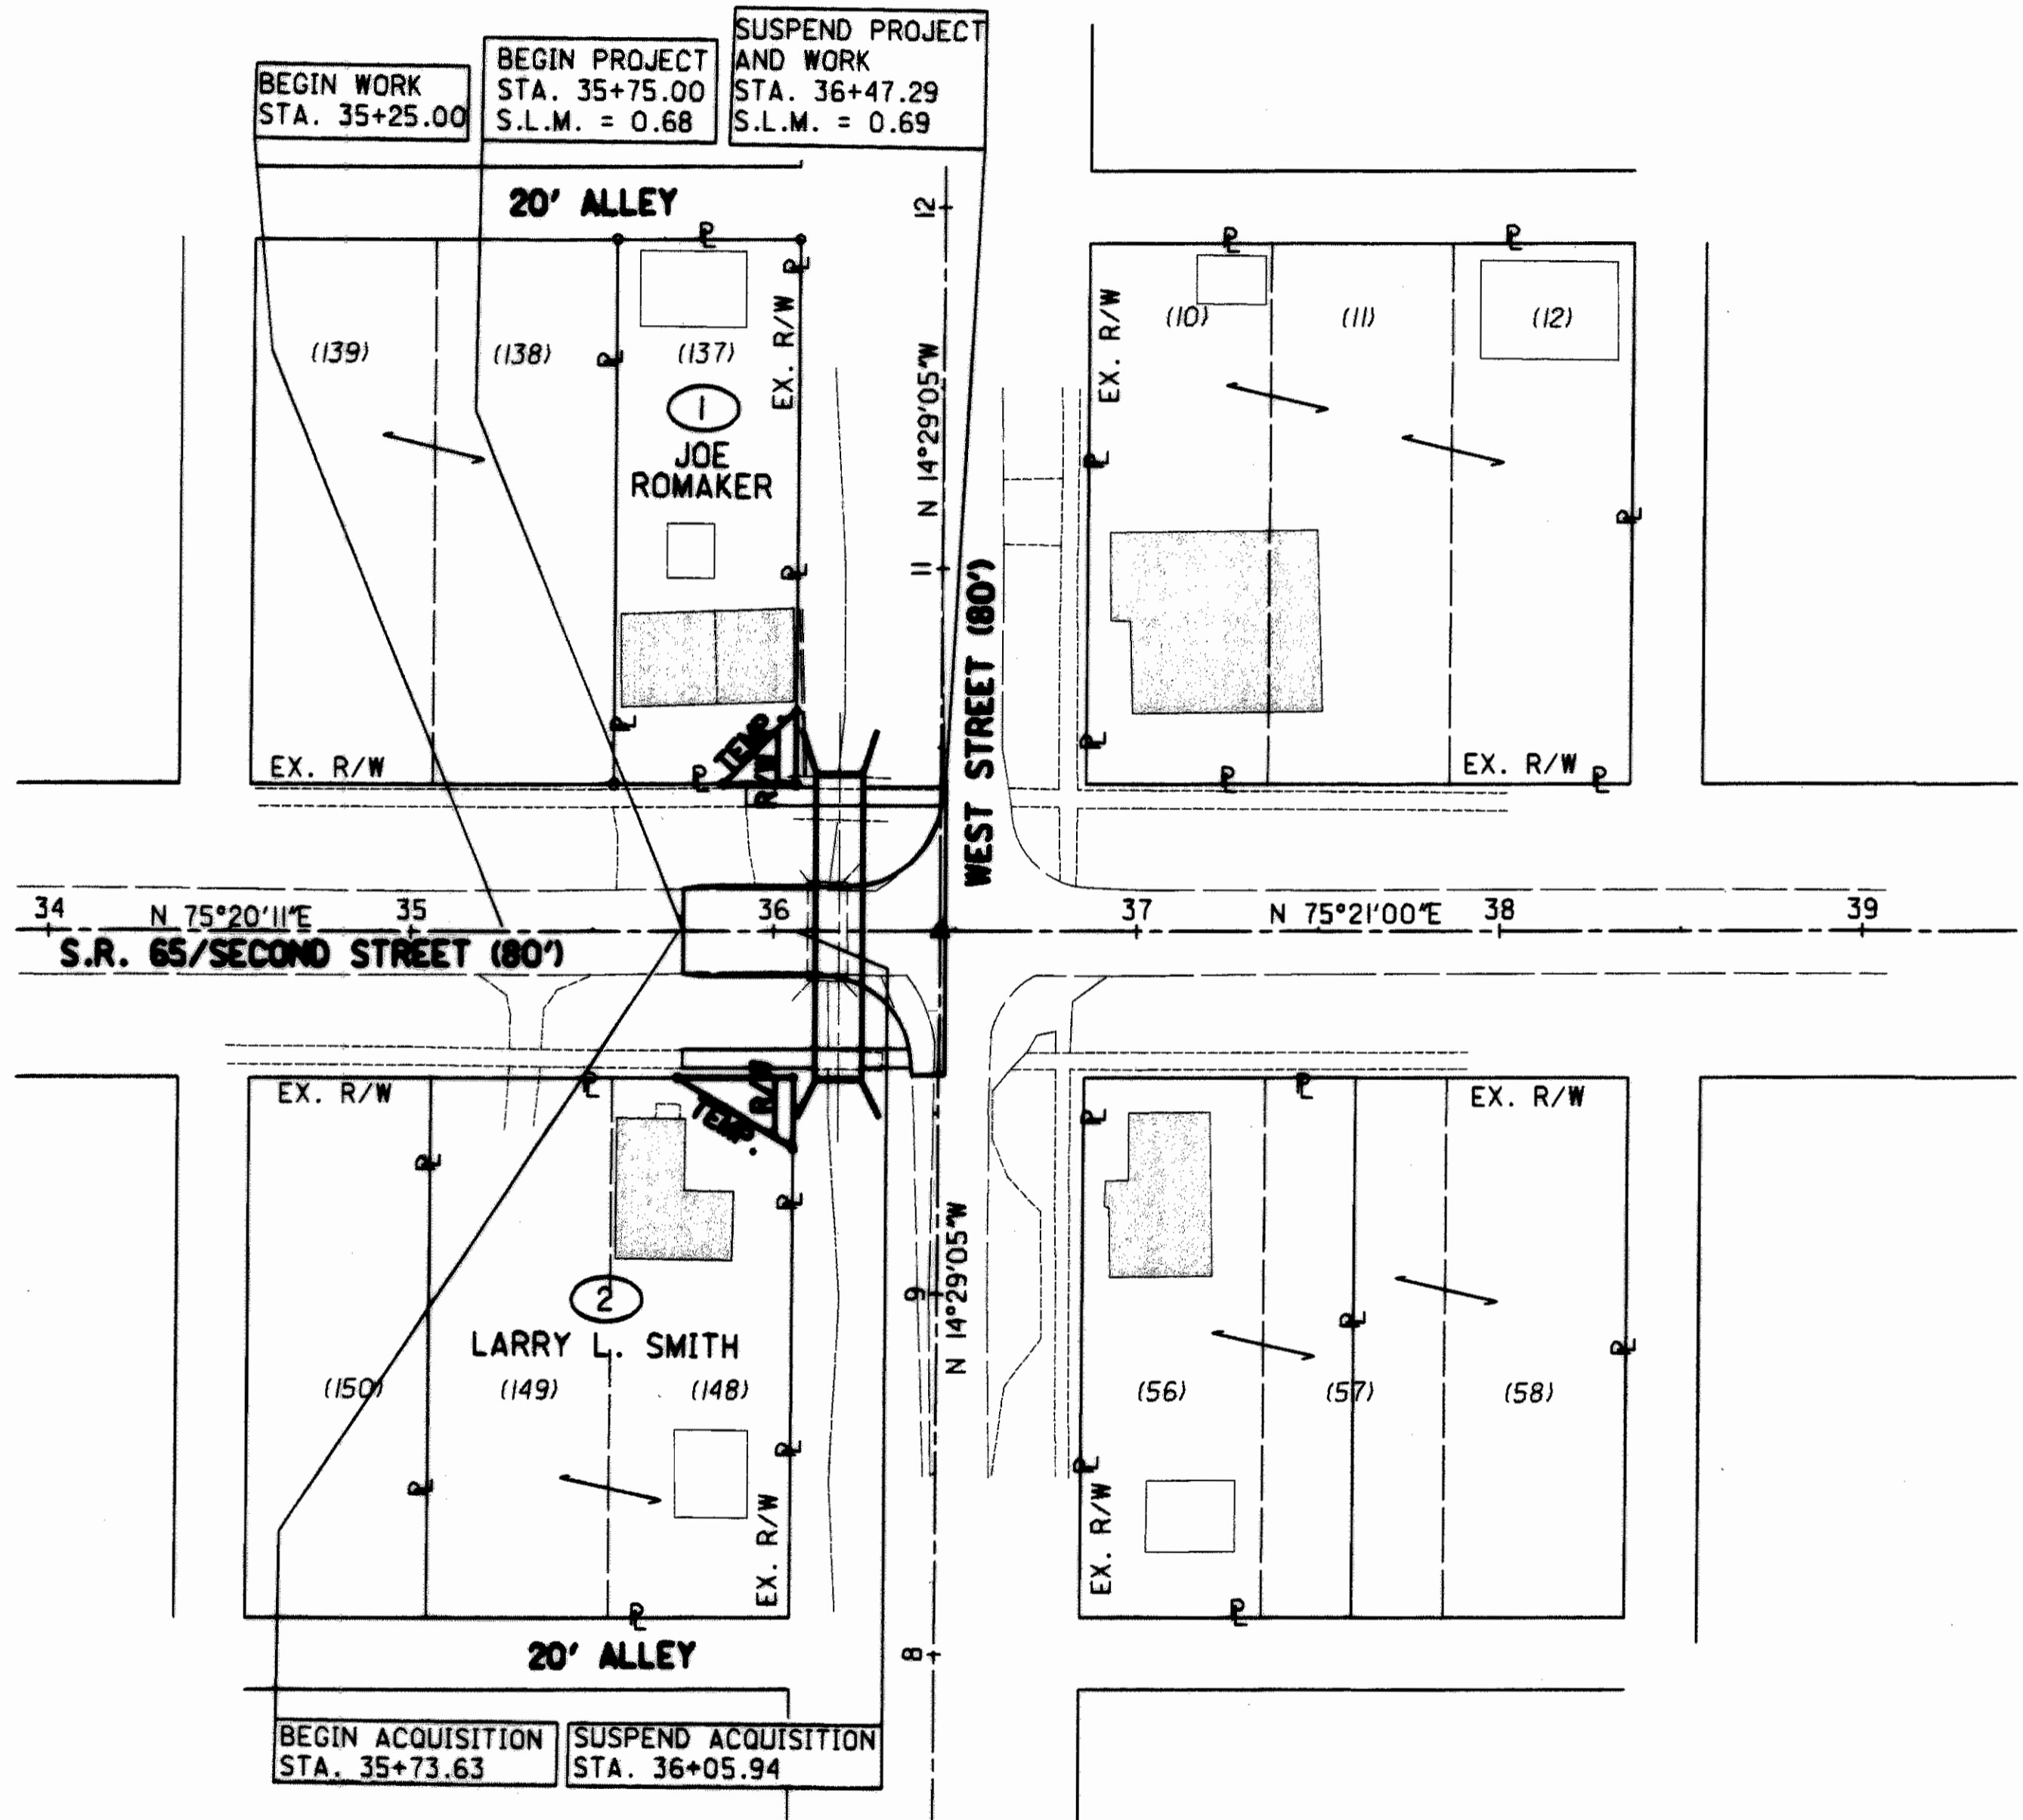 BEGIN WORK
STA. 35+25.00
BEGIN PROJECT
STA. 35+75.00
S.L.M. = 0.68
SUSPEND PROJECT
AND WORK
STA. 36+47.29
S.L.M. = 0.69
20' ALLEY
12
℄
℄
℄
℄
℄
EX. R/W
EX. R/W
(139)
(138)
(137)
(10)
(11)
(12)
℄
1
JOE
ROMAKER
N 14°29'05"W
℄
℄
11
℄
WEST STREET (80')
℄
℄
TEMP.
R/W
EX. R/W
℄
℄
EX. R/W
℄
34
N 75°20'11"E
35
36
37
N 75°21'00"E
38
39
S.R. 65/SECOND STREET (80')
EX. R/W
℄
R/W
TEMP.
℄
℄
EX. R/W
℄
℄
9
N 14°29'05"W
2
LARRY L. SMITH
℄
℄
(150)
(149)
(148)
(56)
(57)
(58)
℄
℄
℄
EX. R/W
EX. R/W
℄
℄
20' ALLEY
8
BEGIN ACQUISITION
STA. 35+73.63
SUSPEND ACQUISITION
STA. 36+05.94